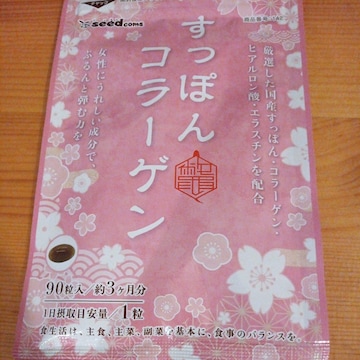 seedcoms
厳選した国産すっぽん・コラーゲン・
ヒアルロン酸・エラスチンを配合
すっぽん
コラーゲン
女性にうれしい成分で、
ぷるんと弾む力を
90粒入/約3ヶ月分
1日摂取目安量/1粒
食生活は、主食、主菜、副菜を基本に、食事のバランスを。